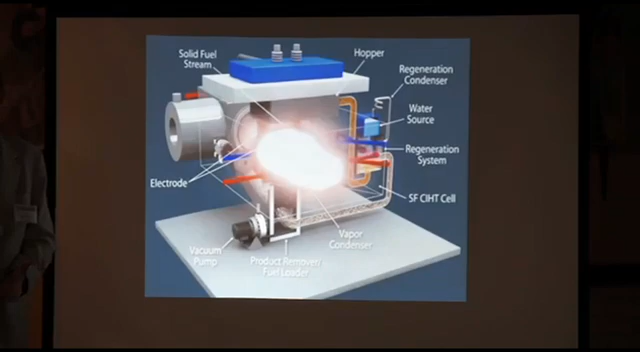 Solid Fuel
Stream
Hopper
Regeneration
Condenser
Water
Source
Regeneration
System
Electrode
SF CIHT Cell
Vapor
Condenser
Vacuum
Pump
Product Remover/
Fuel Loader